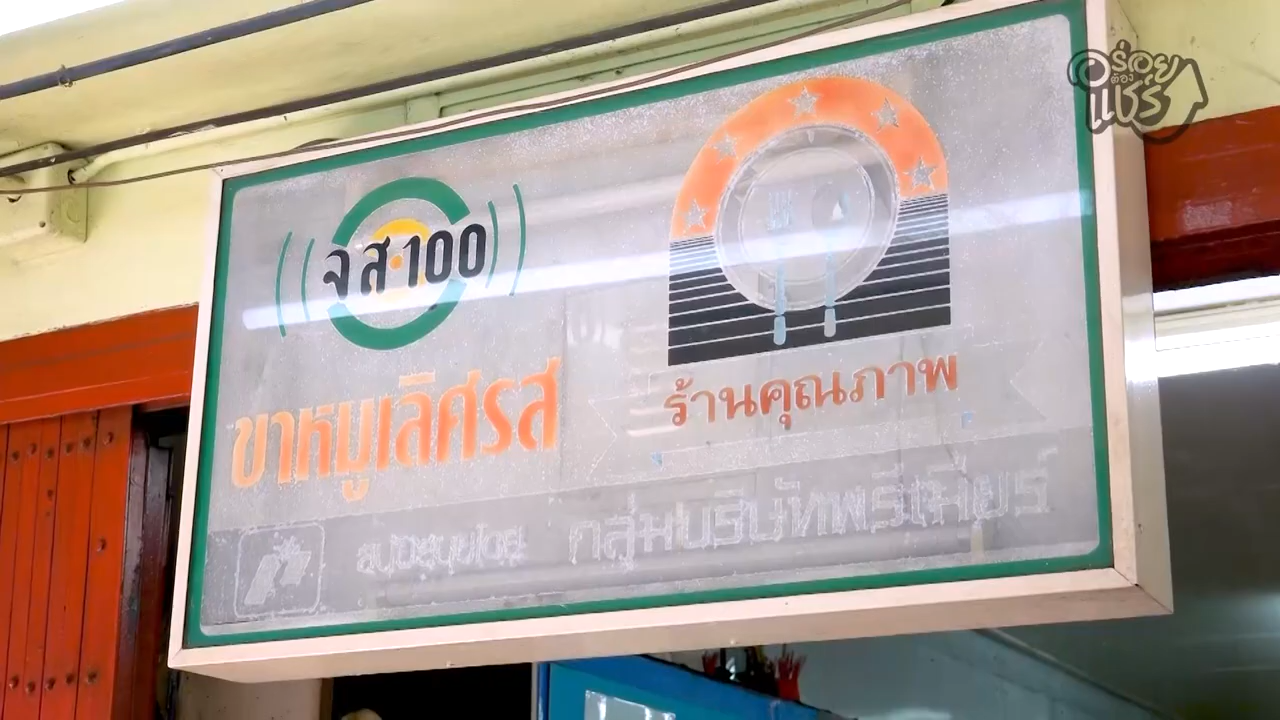 อร่อย
ต้อง
แชร์
จส·100
ขาหมูเลิศรส
ร้านคุณภาพ
สนับสนุนโดย กลุ่มบริษัทพรีเมียร์